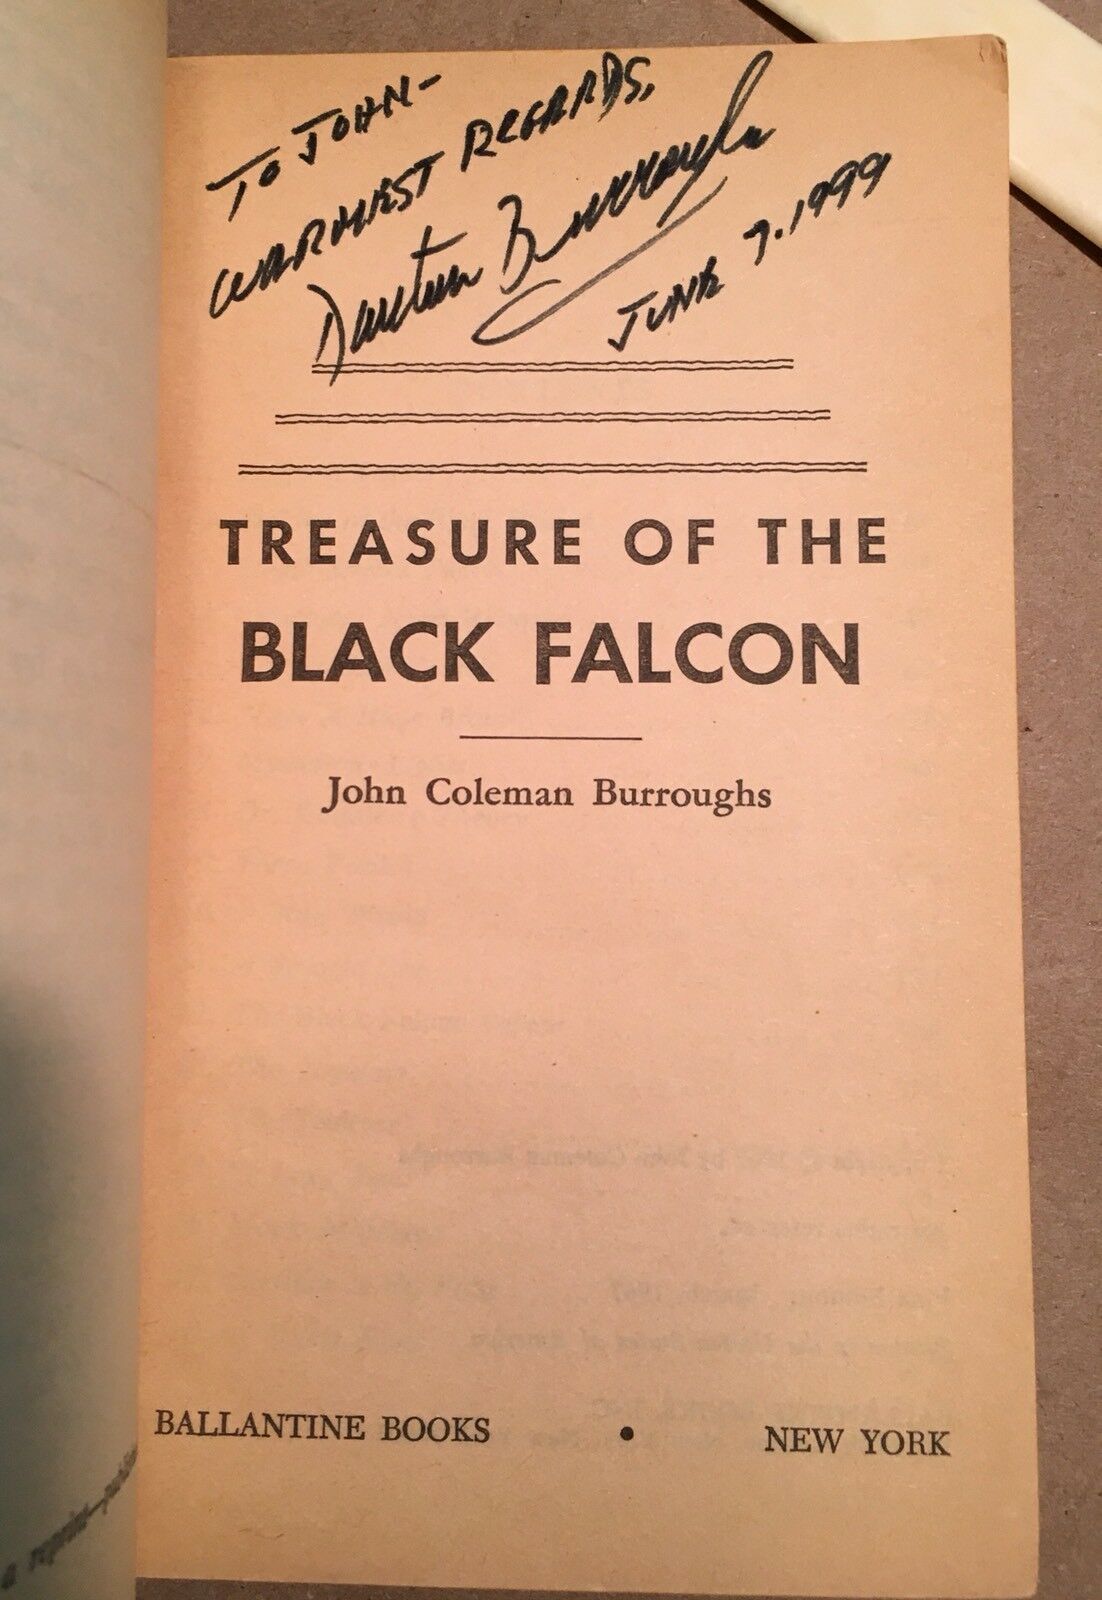 TO JOHN-
WARMEST REGARDS,
Danton Burroughs
JUNE 7, 1999
TREASURE OF THE
BLACK FALCON
John Coleman Burroughs
BALLANTINE BOOKS • NEW YORK